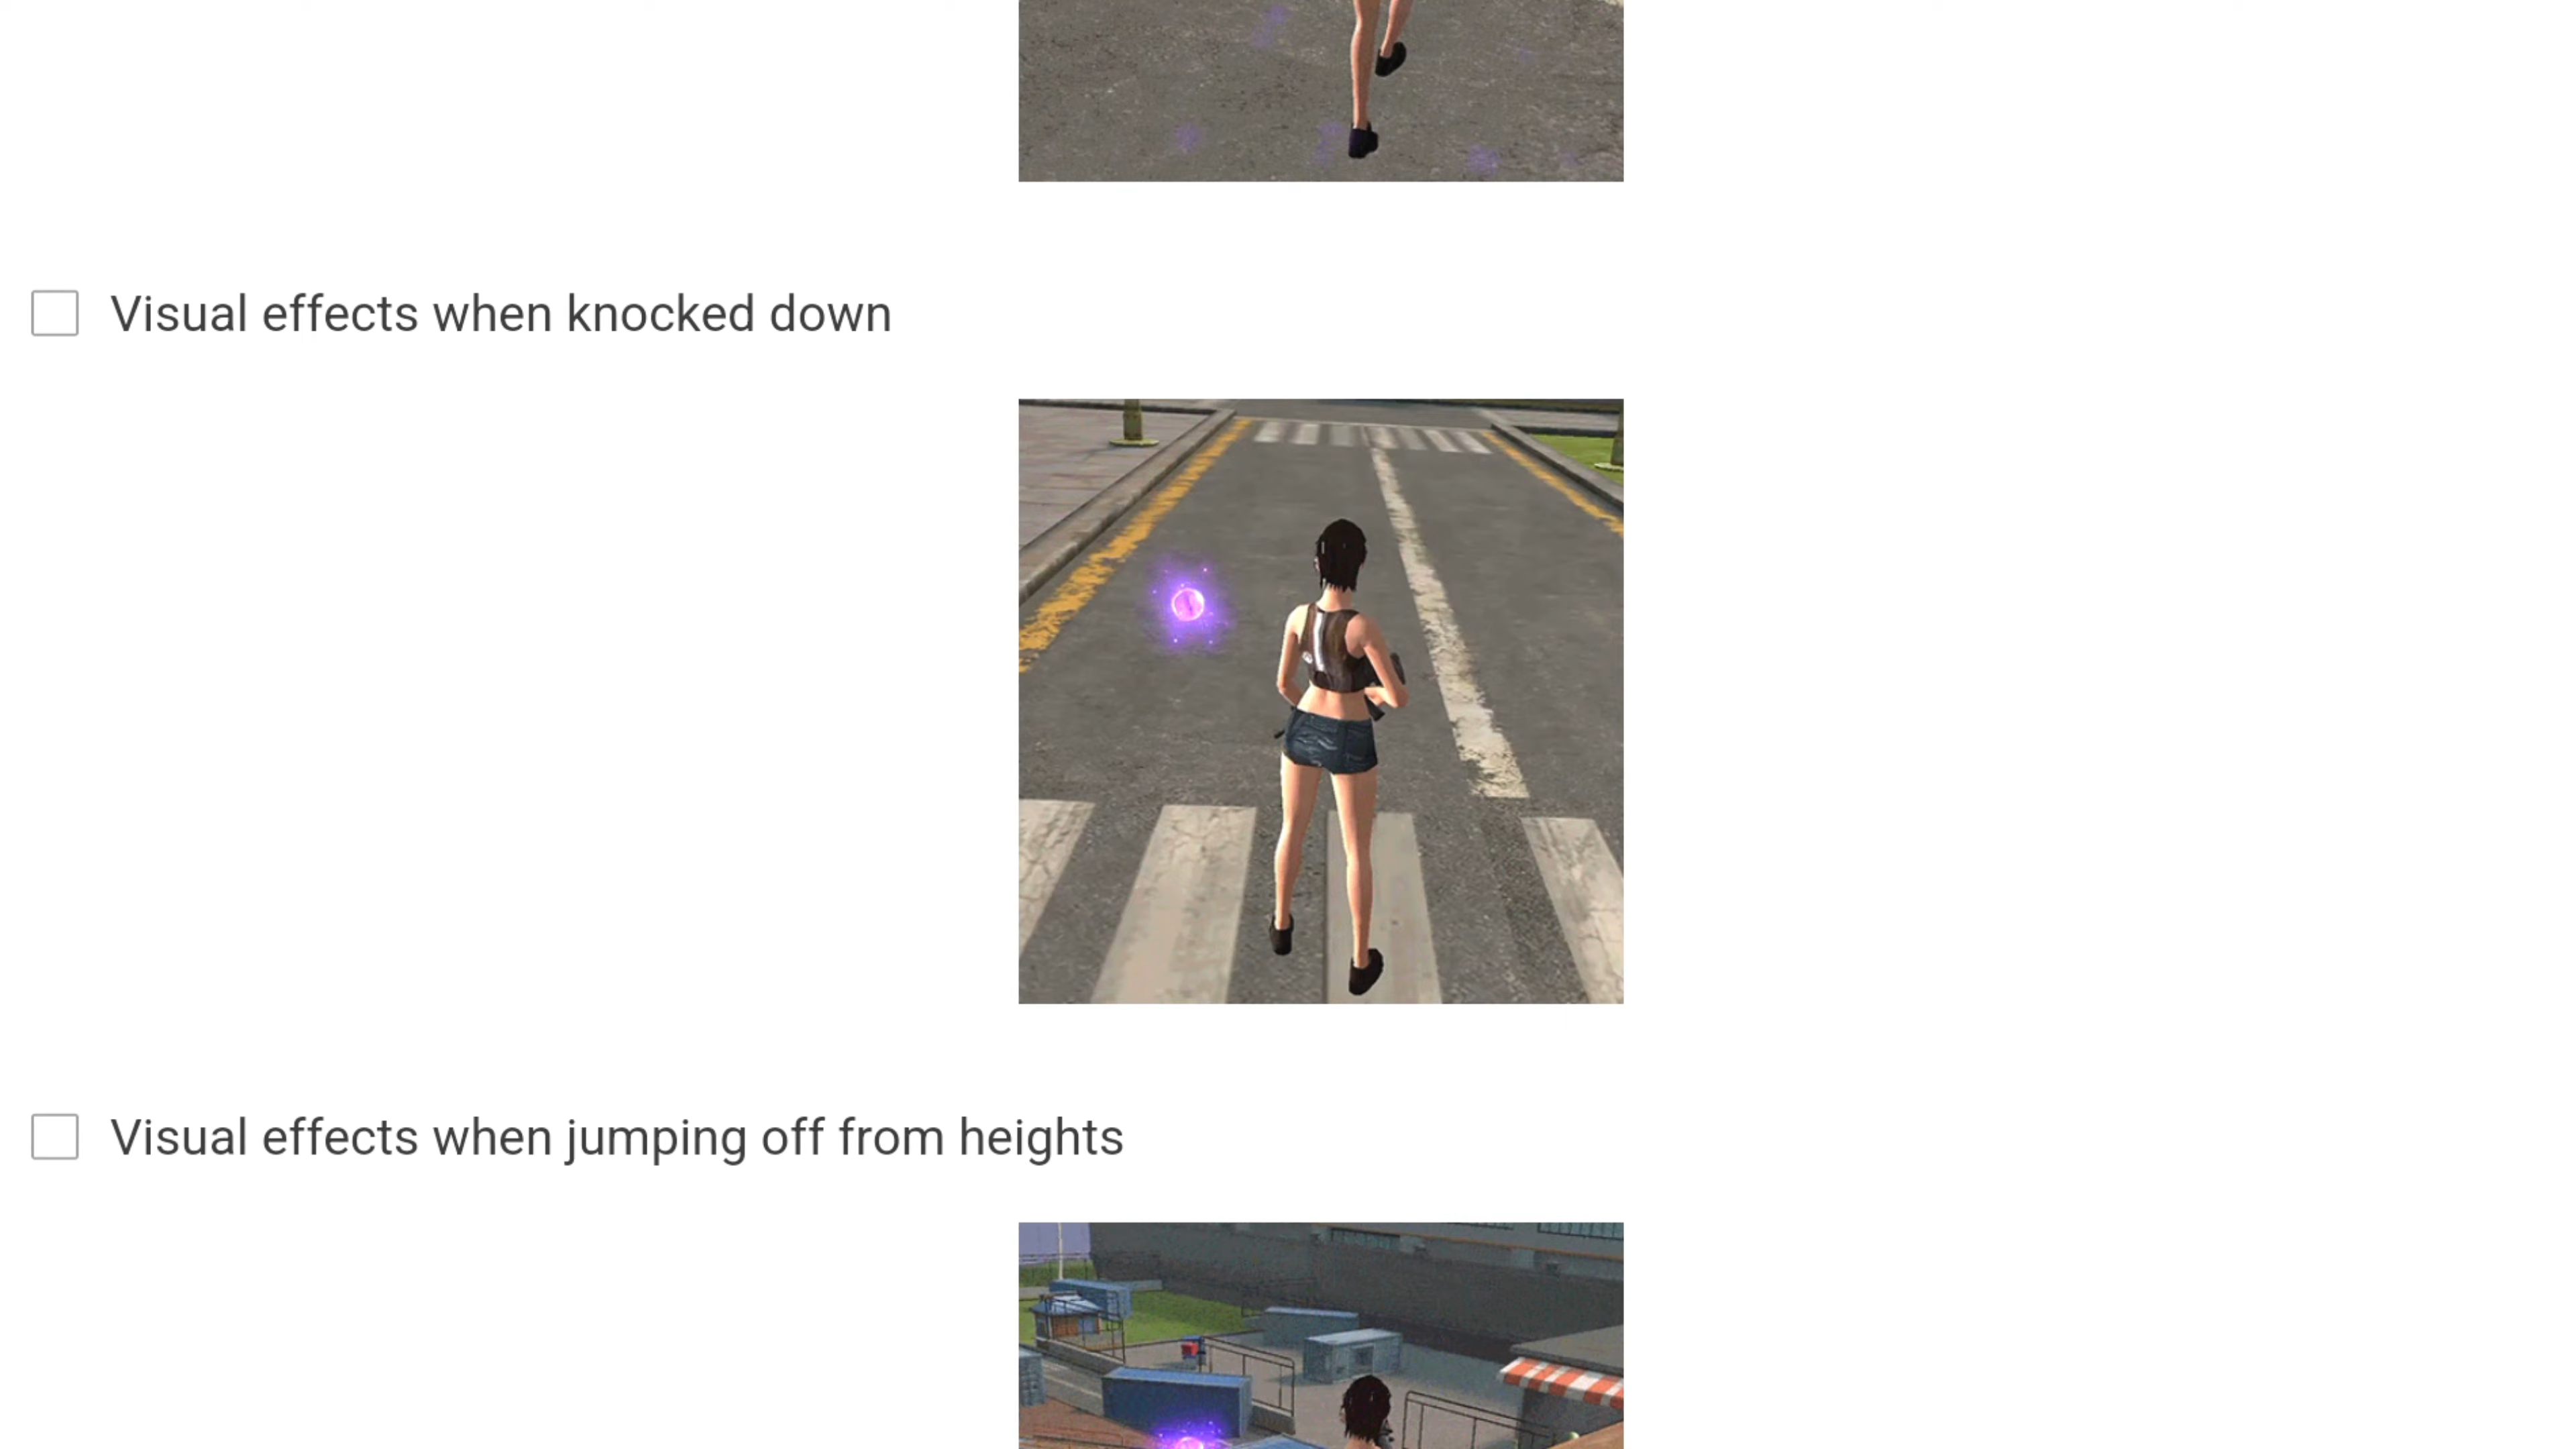 Visual effects when knocked down
Visual effects when jumping off from heights